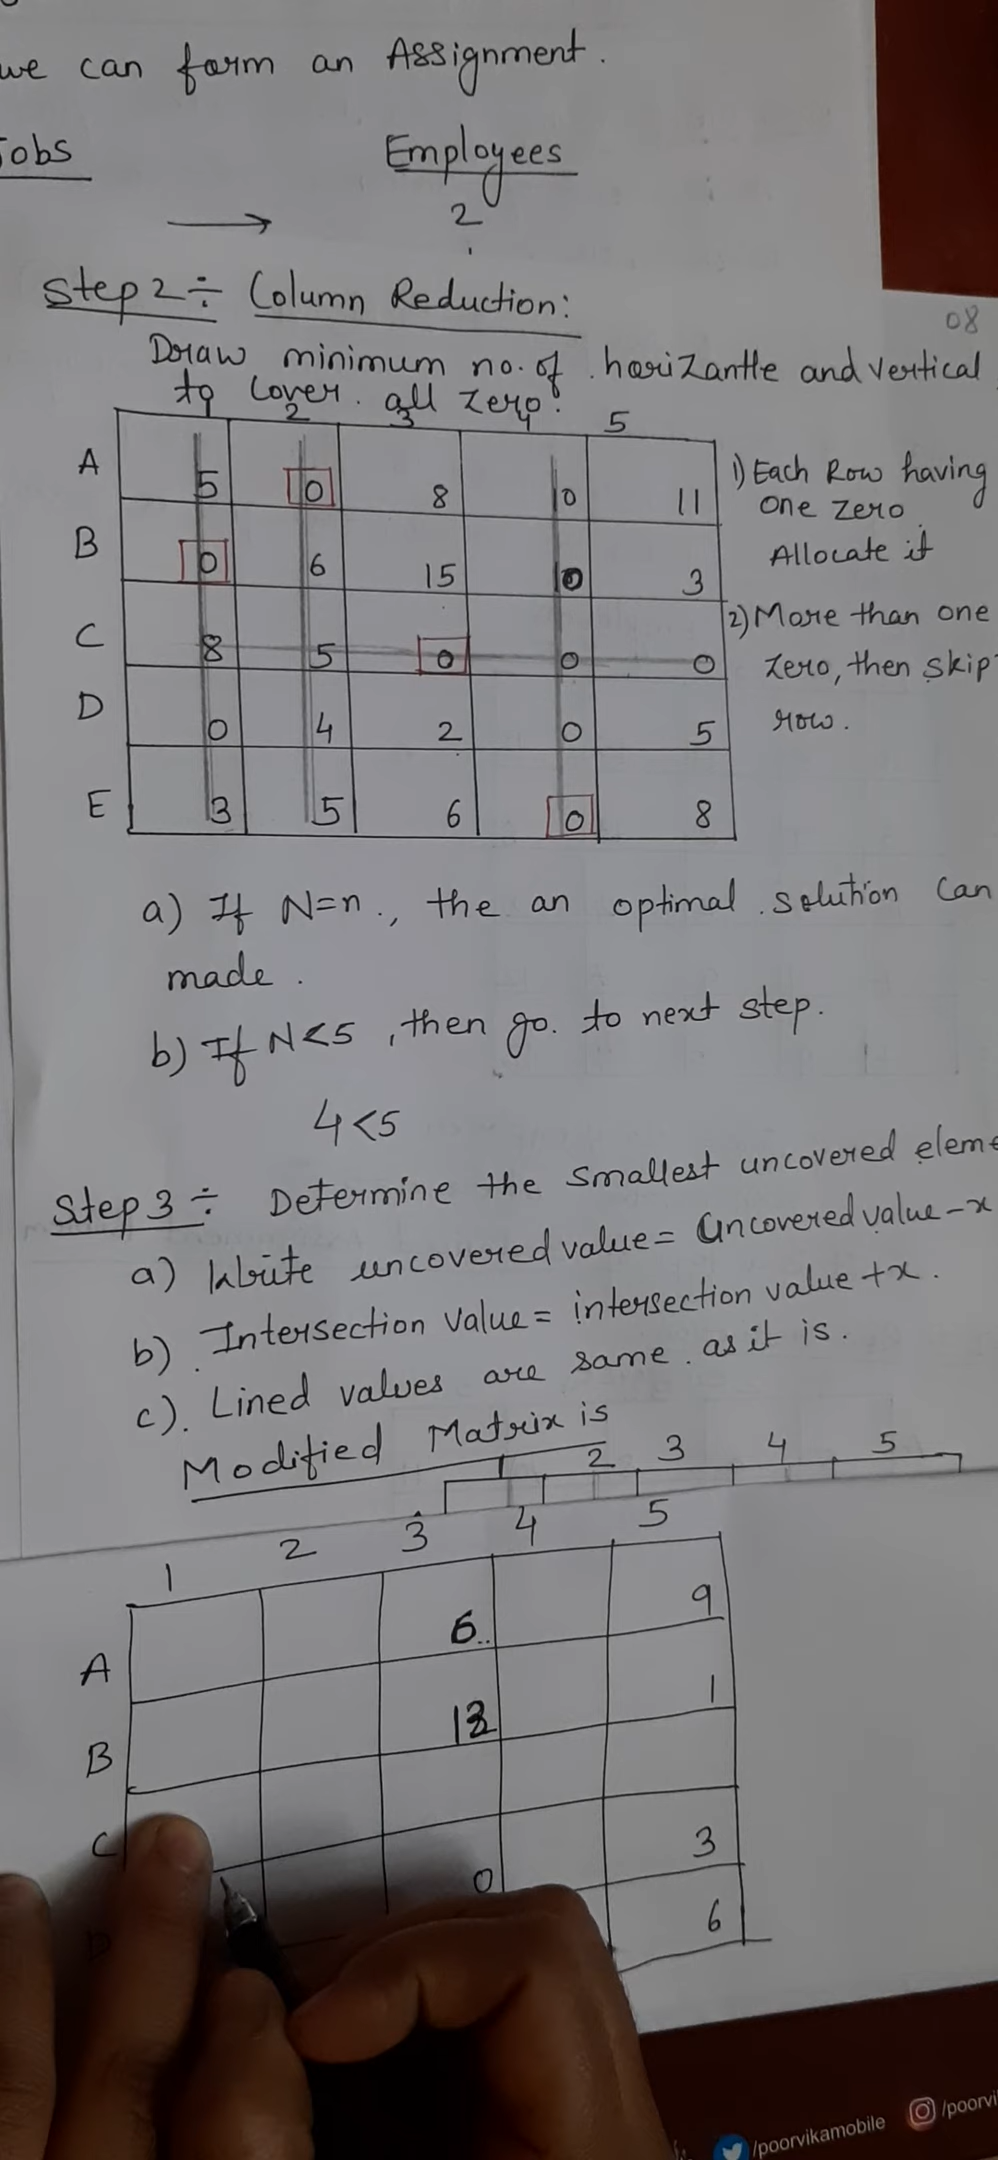 we can form an Assignment.
Jobs Employees
→ 2
Step 2 ÷ Column Reduction:
08
Draw minimum no. of horizantle and vertical
to Cover all zero.
1 2 3 4 5
A 5 0 8 0 11
B 0 6 15 0 3
C 8 5 0 0 0
D 0 4 2 0 5
E 3 5 6 0 8
1) Each Row having
One zero
Allocate it
2) More than one
zero, then skip
row.
a) If N=n., the an optimal solution Can
made.
b) If N<5, then go. to next step.
4<5
Step 3 ÷ Determine the smallest uncovered eleme
a) Write uncovered value = Uncovered value - x
b). Intersection Value = intersection value + x.
c). Lined values are same as it is.
Modified Matrix is
1 2 3 4 5
1 2 3 4 5
A 6.. 9
B 13 1
C
D 0 3
6
/poorvikamobile /poorvi